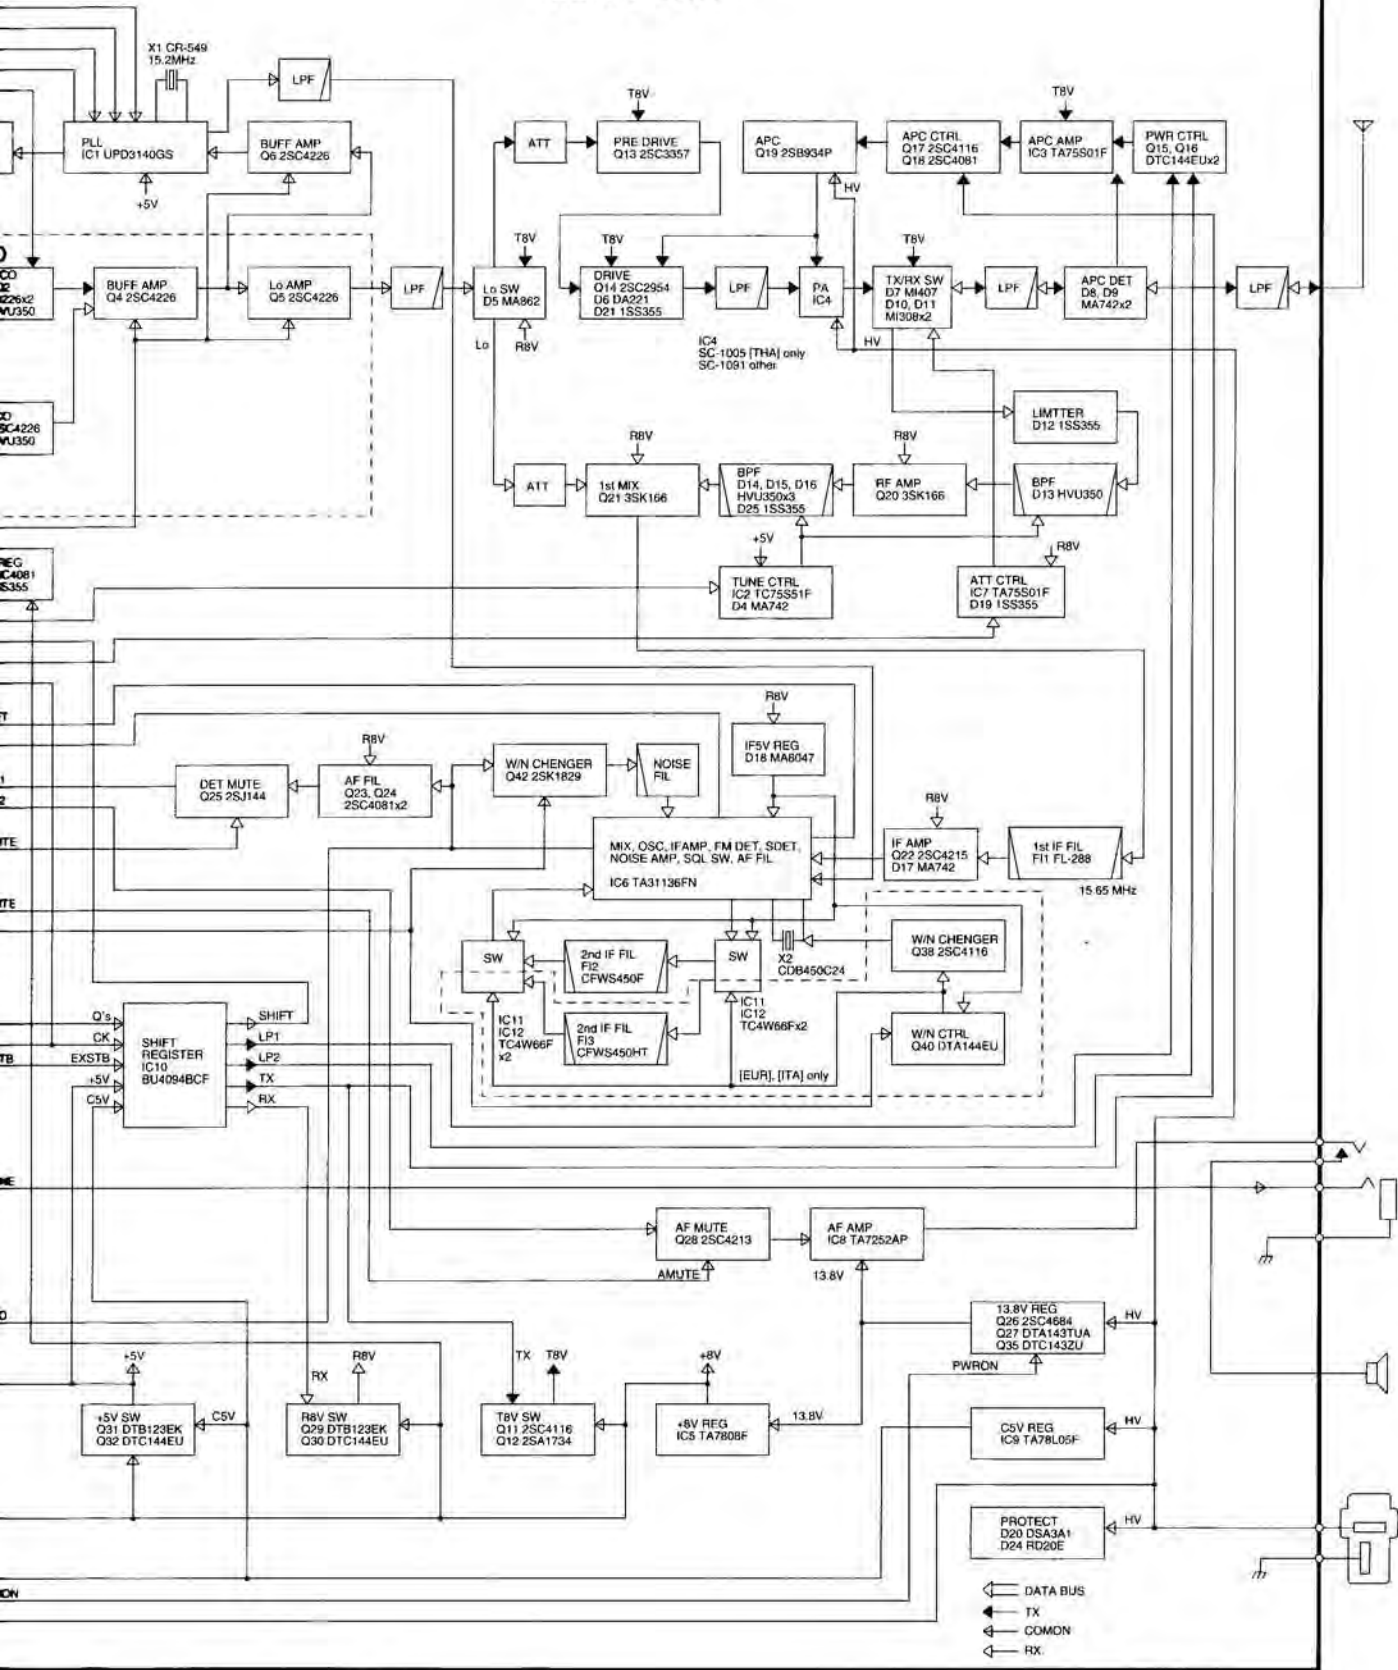 X1 CR-549
15.2MHz
LPF
PLL
IC1 UPD3140GS
+5V
BUFF AMP
Q6 2SC4226
ATT
T8V
PRE DRIVE
Q13 2SC3357
APC
Q19 2SB934P
HV
APC CTRL
Q17 2SC4116
Q18 2SC4081
T8V
APC AMP
IC3 TA75S01F
PWR CTRL
Q15, Q16
DTC144EUx2
VU350
BUFF AMP
Q4 2SC4226
Lo AMP
Q5 2SC4226
LPF
T8V
Lo SW
D5 MA862
R8V
Lo
T8V
DRIVE
Q14 2SC2954
D6 DA221
D21 1SS355
LPF
PA
IC4
HV
IC4
SC-1005 [THA] only
SC-1091 other
T8V
TX/RX SW
D7 MI407
D10, D11
MI308x2
LPF
APC DET
D8, D9
MA742x2
LPF
SC4226
VU350
LIMTTER
D12 1SS355
ATT
R8V
1st MIX
Q21 3SK166
BPF
D14, D15, D16
HVU350x3
D25 1SS355
R8V
RF AMP
Q20 3SK166
BPF
D13 HVU350
REG
C4081
S355
+5V
TUNE CTRL
IC2 TC75S51F
D4 MA742
R8V
ATT CTRL
IC7 TA75S01F
D19 1SS355
DET MUTE
Q25 2SJ144
R8V
AF FIL
Q23, Q24
2SC4081x2
W/N CHENGER
Q42 2SK1829
NOISE
FIL
R8V
IF5V REG
D18 MA8047
MIX, OSC, IFAMP, FM DET, SDET,
NOISE AMP, SQL SW, AF FIL
IC6 TA31136FN
R8V
IF AMP
Q22 2SC4215
D17 MA742
1st IF FIL
FI1 FL-288
15.65 MHz
SW
2nd IF FIL
FI2
CFWS450F
SW
X2
CDB450C24
W/N CHENGER
Q38 2SC4116
IC11
IC12
TC4W66F
x2
2nd IF FIL
FI3
CFWS450HT
IC11
IC12
TC4W66Fx2
W/N CTRL
Q40 DTA144EU
[EUR], [ITA] only
Q's
CK
EXSTB
+5V
C5V
SHIFT
REGISTER
IC10
BU4094BCF
SHIFT
LP1
LP2
TX
RX
AF MUTE
Q28 2SC4213
AMUTE
AF AMP
IC8 TA7252AP
13.8V
13.8V REG
Q26 2SC4684
Q27 DTA143TUA
Q35 DTC143ZU
HV
PWRON
+5V
+5V SW
Q31 DTB123EK
Q32 DTC144EU
C5V
RX
R8V
R8V SW
Q29 DTB123EK
Q30 DTC144EU
TX
T8V
T8V SW
Q11 2SC4116
Q12 2SA1734
+8V
+8V REG
IC5 TA7808F
13.8V
C5V REG
IC9 TA78L05F
HV
PROTECT
D20 DSA3A1
D24 RD20E
HV
DATA BUS
TX
COMON
RX